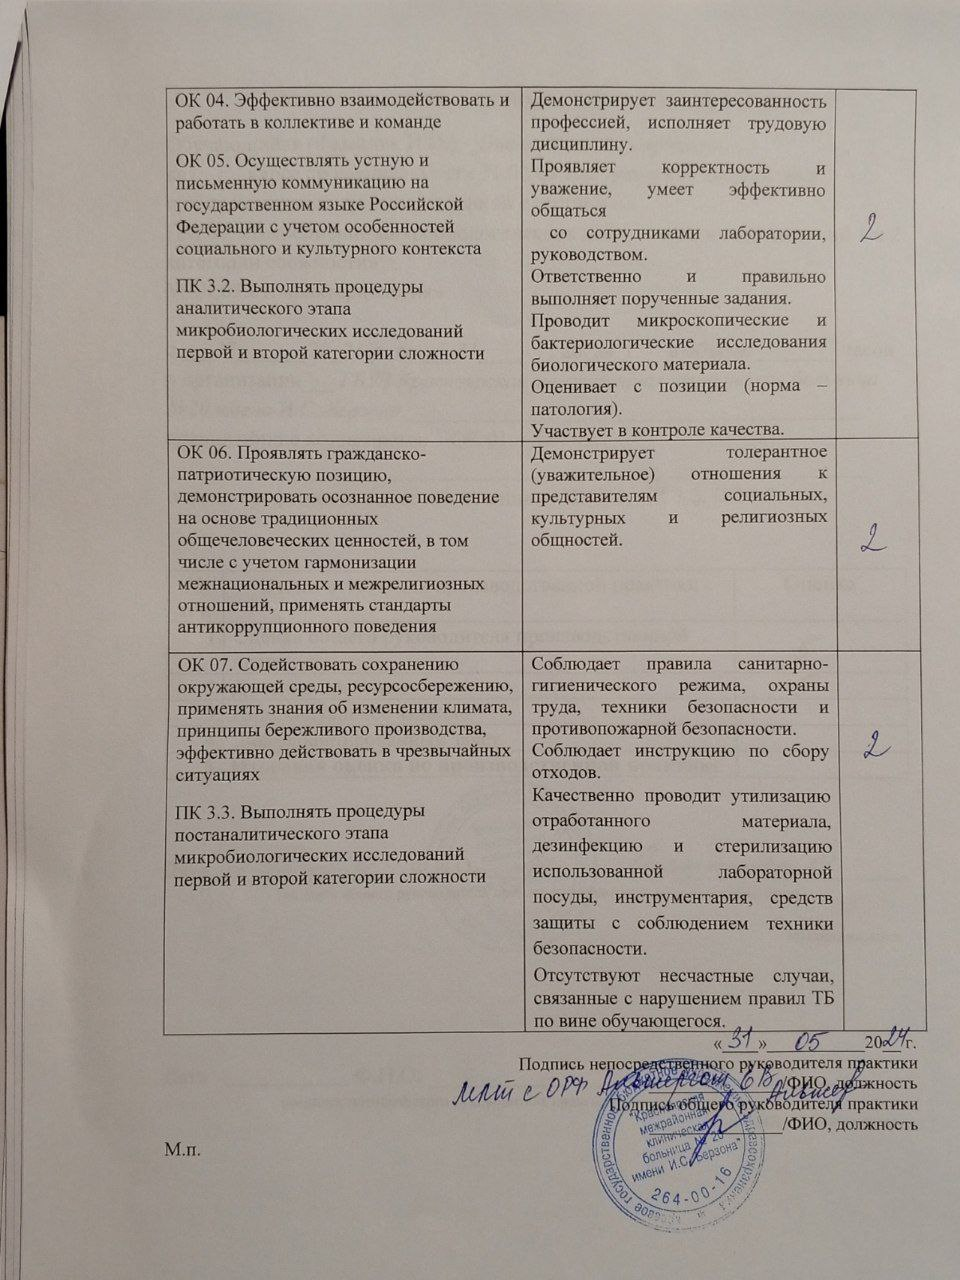 ОК 04. Эффективно взаимодействовать и
работать в коллективе и команде
ОК 05. Осуществлять устную и
письменную коммуникацию на
государственном языке Российской
Федерации с учетом особенностей
социального и культурного контекста
ПК 3.2. Выполнять процедуры
аналитического этапа
микробиологических исследований
первой и второй категории сложности
Демонстрирует заинтересованность
профессией, исполняет трудовую
дисциплину.
Проявляет корректность и
уважение, умеет эффективно
общаться
со сотрудниками лаборатории,
руководством.
Ответственно и правильно
выполняет порученные задания.
Проводит микроскопические и
бактериологические исследования
биологического материала.
Оценивает с позиции (норма –
патология).
Участвует в контроле качества.
2
ОК 06. Проявлять гражданско-
патриотическую позицию,
демонстрировать осознанное поведение
на основе традиционных
общечеловеческих ценностей, в том
числе с учетом гармонизации
межнациональных и межрелигиозных
отношений, применять стандарты
антикоррупционного поведения
Демонстрирует толерантное
(уважительное) отношения к
представителям социальных,
культурных и религиозных
общностей.
2
ОК 07. Содействовать сохранению
окружающей среды, ресурсосбережению,
применять знания об изменении климата,
принципы бережливого производства,
эффективно действовать в чрезвычайных
ситуациях
ПК 3.3. Выполнять процедуры
постаналитического этапа
микробиологических исследований
первой и второй категории сложности
Соблюдает правила санитарно-
гигиенического режима, охраны
труда, техники безопасности и
противопожарной безопасности.
Соблюдает инструкцию по сбору
отходов.
Качественно проводит утилизацию
отработанного материала,
дезинфекцию и стерилизацию
использованной лабораторной
посуды, инструментария, средств
защиты с соблюдением техники
безопасности.
Отсутствуют несчастные случаи,
связанные с нарушением правил ТБ
по вине обучающегося.
2
«31» 05 2024 г.
Подпись непосредственного руководителя практики
/ФИО, должность
Подпись общего руководителя практики
/ФИО, должность
М.п.
"Красноярская
межрайонная
клиническая
больница № 20
имени И.С. Берзона"
264-00-16